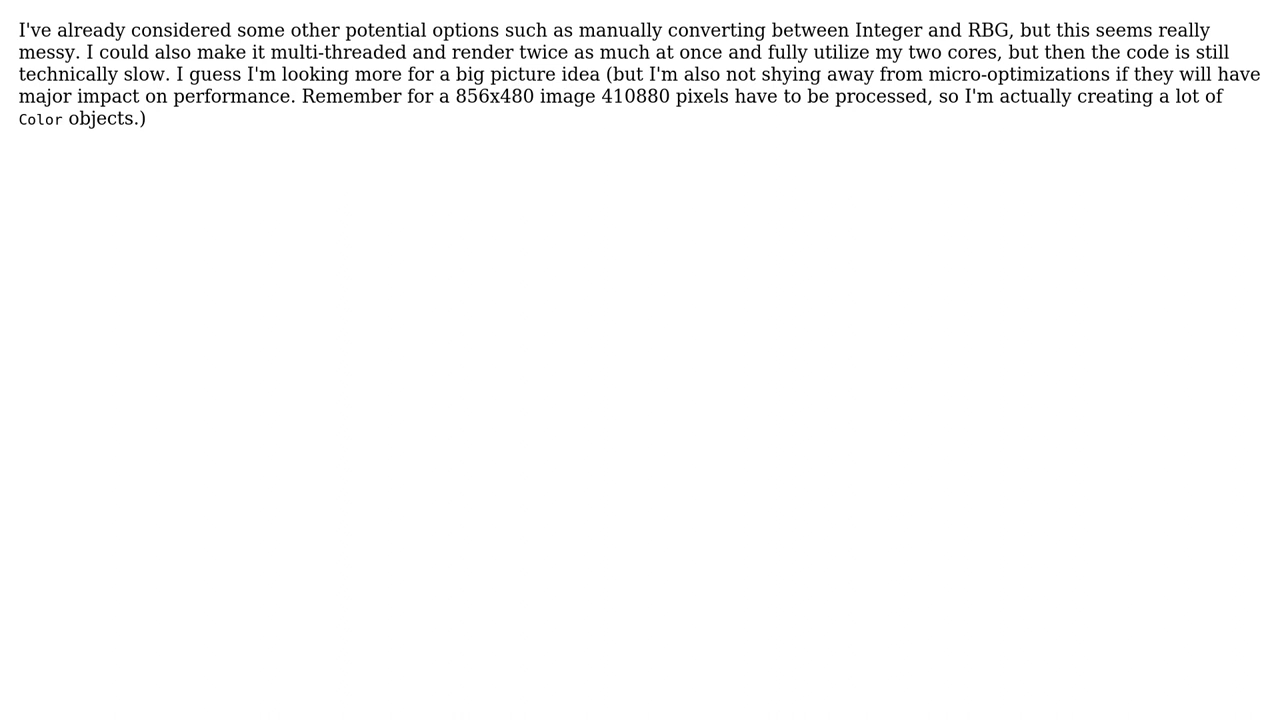 I've already considered some other potential options such as manually converting between Integer and RBG, but this seems really
messy. I could also make it multi-threaded and render twice as much at once and fully utilize my two cores, but then the code is still
technically slow. I guess I'm looking more for a big picture idea (but I'm also not shying away from micro-optimizations if they will have
major impact on performance. Remember for a 856x480 image 410880 pixels have to be processed, so I'm actually creating a lot of
Color objects.)